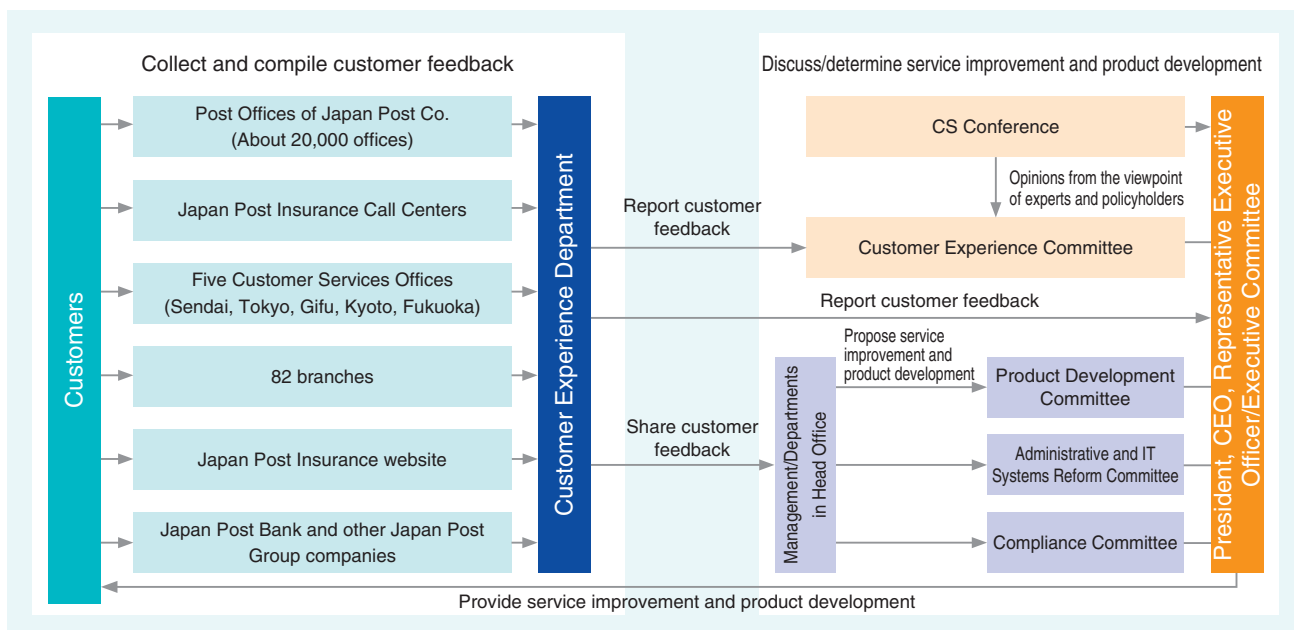 Collect and compile customer feedback
Customers
Post Offices of Japan Post Co.
(About 20,000 offices)
Japan Post Insurance Call Centers
Five Customer Services Offices
(Sendai, Tokyo, Gifu, Kyoto, Fukuoka)
82 branches
Japan Post Insurance website
Japan Post Bank and other Japan Post
Group companies
Customer Experience Department
Report customer
feedback
Share customer
feedback
Discuss/determine service improvement and product development
CS Conference
Opinions from the viewpoint
of experts and policyholders
Customer Experience Committee
Report customer feedback
Management/Departments
in Head Office
Propose service
improvement and
product development
Product Development
Committee
Administrative and IT
Systems Reform Committee
Compliance Committee
President, CEO, Representative Executive
Officer/Executive Committee
Provide service improvement and product development